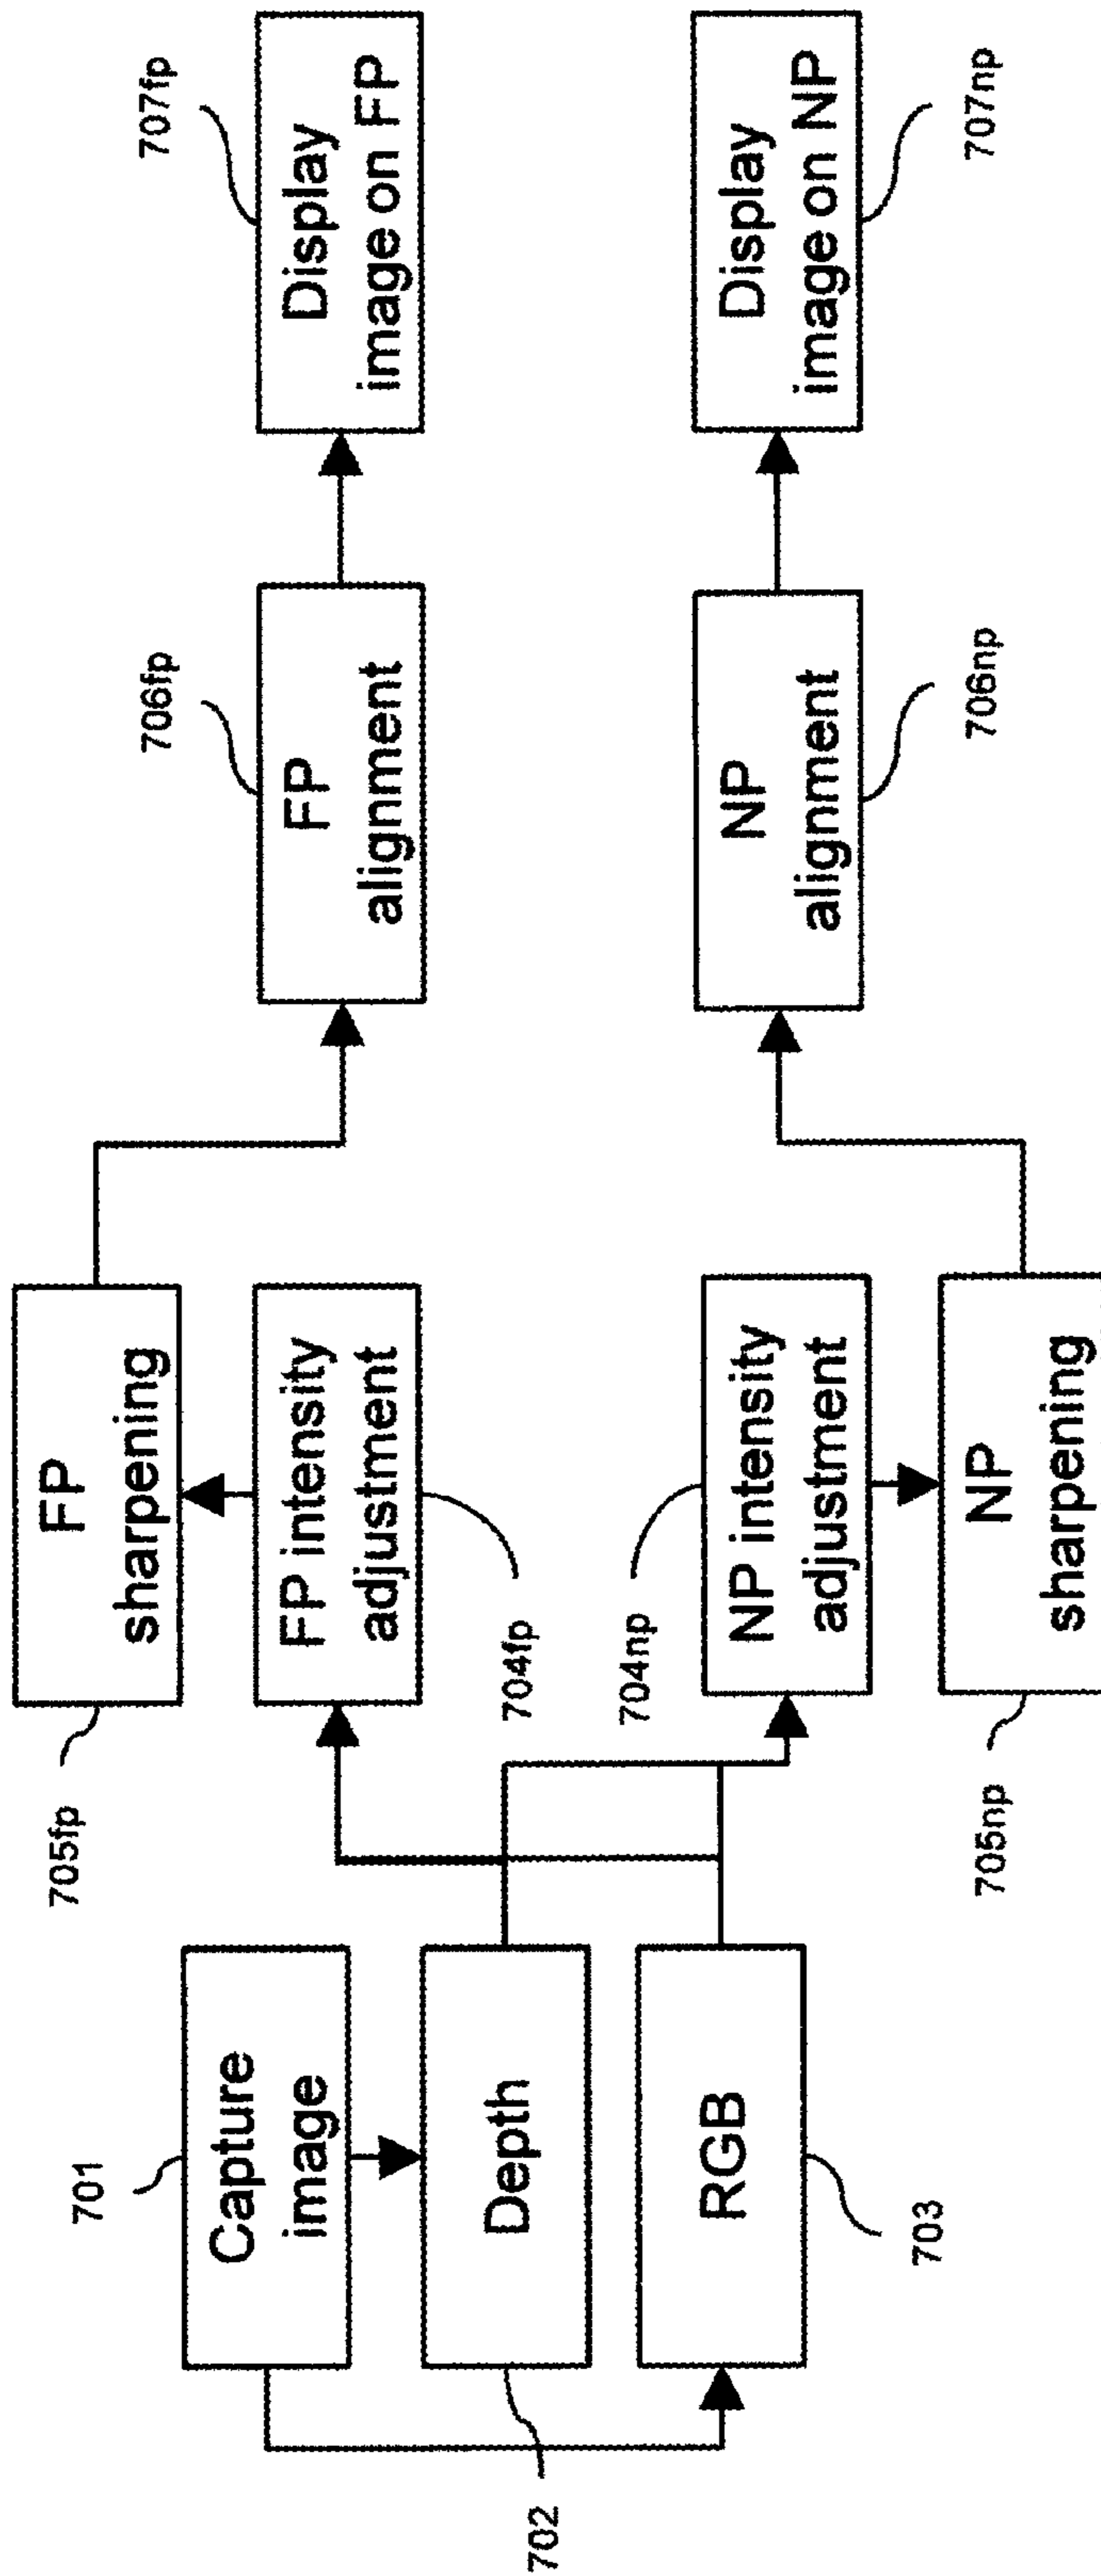 701
Capture
image
Depth
702
RGB
703
705fp
FP
sharpening
FP intensity
adjustment
704fp
704np
NP intensity
adjustment
NP
sharpening
705np
706fp
FP
alignment
NP
alignment
706np
707fp
Display
image on FP
Display
image on NP
707np